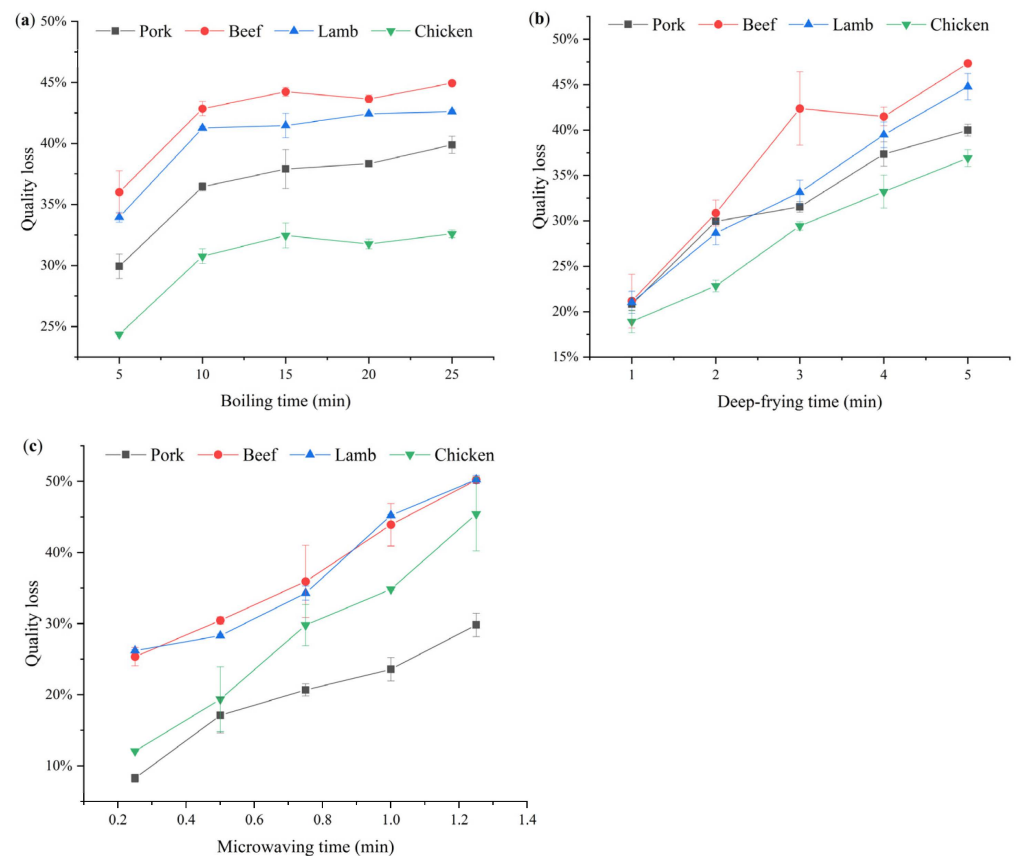 (a)
Pork Beef Lamb Chicken
50%
45%
40%
35%
30%
25%
Quality loss
5 10 15 20 25
Boiling time (min)
(b)
Pork Beef Lamb Chicken
50%
45%
40%
35%
30%
25%
20%
15%
Quality loss
1 2 3 4 5
Deep-frying time (min)
(c)
Pork Beef Lamb Chicken
50%
40%
30%
20%
10%
Quality loss
0.2 0.4 0.6 0.8 1.0 1.2 1.4
Microwaving time (min)